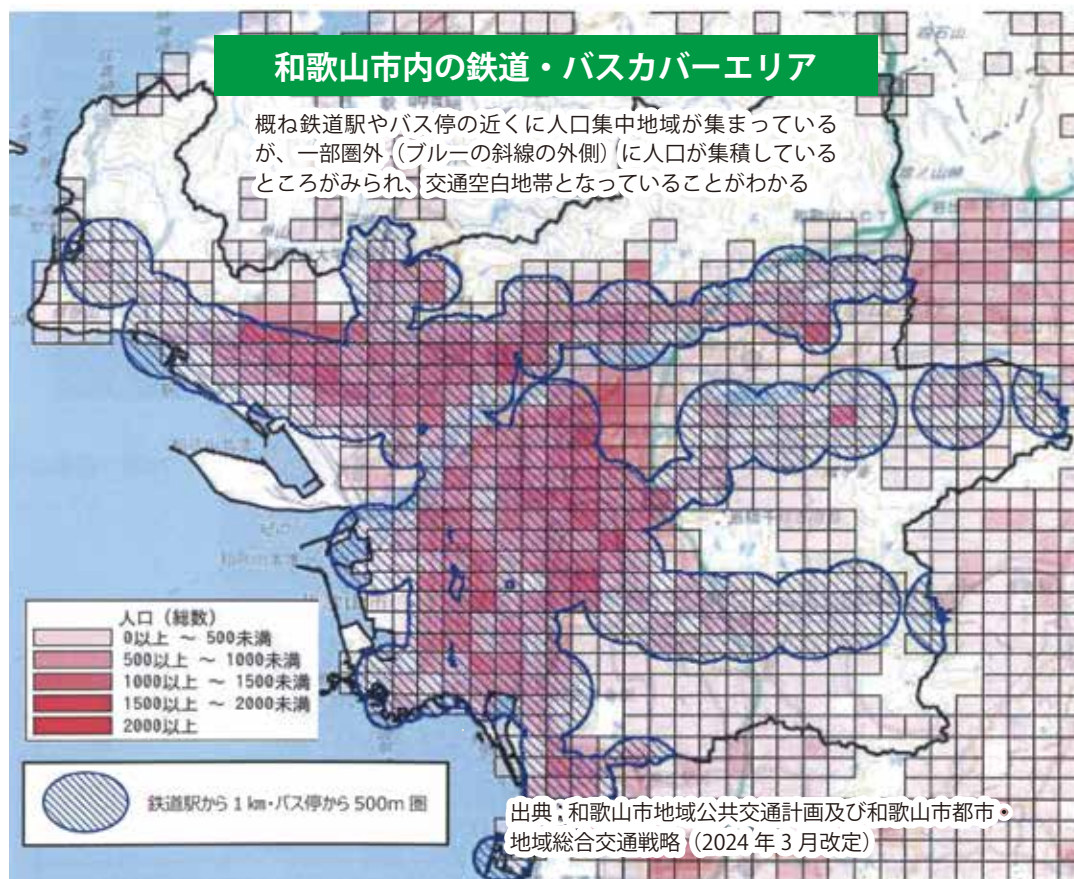 和歌山市内の鉄道・バスカバーエリア
概ね鉄道駅やバス停の近くに人口集中地域が集まっている
が、一部圏外（ブルーの斜線の外側）に人口が集積している
ところがみられ、交通空白地帯となっていることがわかる
人口（総数）
0以上 ～ 500未満
500以上 ～ 1000未満
1000以上 ～ 1500未満
1500以上 ～ 2000未満
2000以上
鉄道駅から 1 ㎞・バス停から 500m 圏
出典：和歌山市地域公共交通計画及び和歌山市都市・
地域総合交通戦略（2024 年 3 月改定）